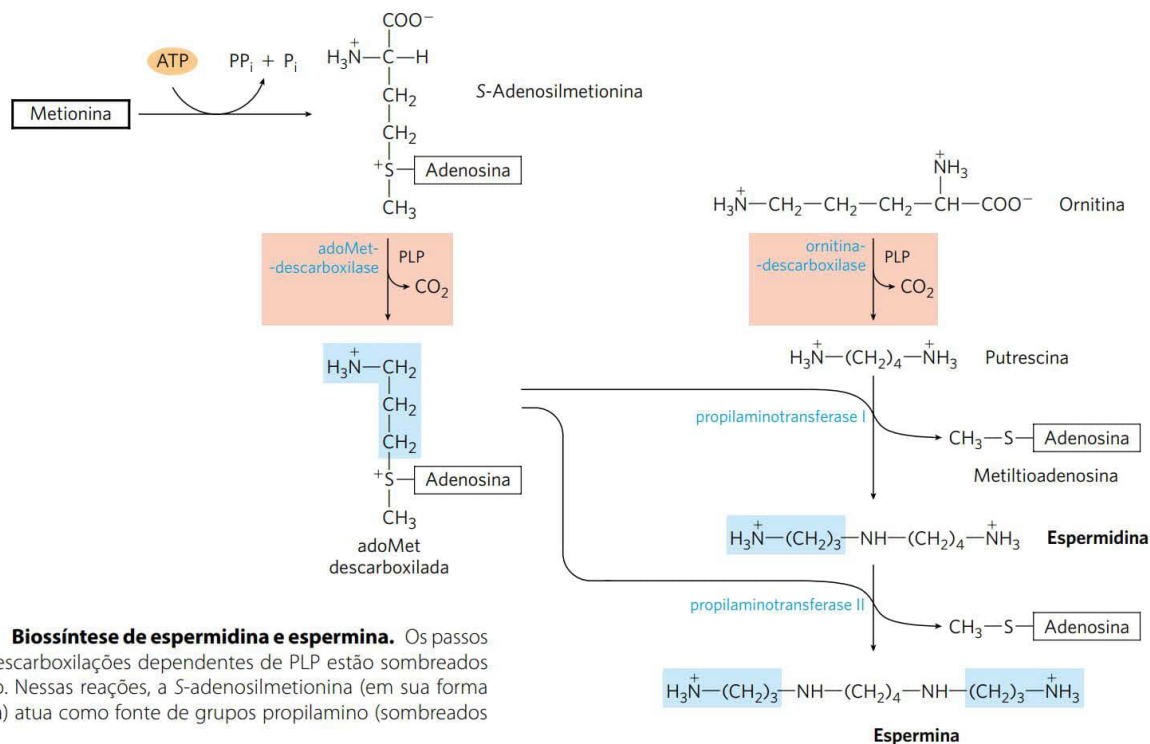 COO⁻
H₃N⁺—C—H
ATP
PPᵢ + Pᵢ
CH₂
S-Adenosilmetionina
Metionina
CH₂
⁺S—Adenosina
CH₃
NH₃⁺
H₃N⁺—CH₂—CH₂—CH₂—CH—COO⁻
Ornitina
adoMet-
-descarboxilase
PLP
CO₂
ornitina-
-descarboxilase
PLP
CO₂
H₃N⁺—CH₂
CH₂
CH₂
⁺S—Adenosina
CH₃
adoMet
descarboxilada
H₃N⁺—(CH₂)₄—NH₃⁺
Putrescina
propilaminotransferase I
CH₃—S—Adenosina
Metiltioadenosina
H₃N⁺—(CH₂)₃—NH—(CH₂)₄—NH₃⁺
Espermidina
propilaminotransferase II
CH₃—S—Adenosina
H₃N⁺—(CH₂)₃—NH—(CH₂)₄—NH—(CH₂)₃—NH₃⁺
Espermina
Biossíntese de espermidina e espermina. Os passos
escarboxilações dependentes de PLP estão sombreados
o. Nessas reações, a S-adenosilmetionina (em sua forma
) atua como fonte de grupos propilamino (sombreados